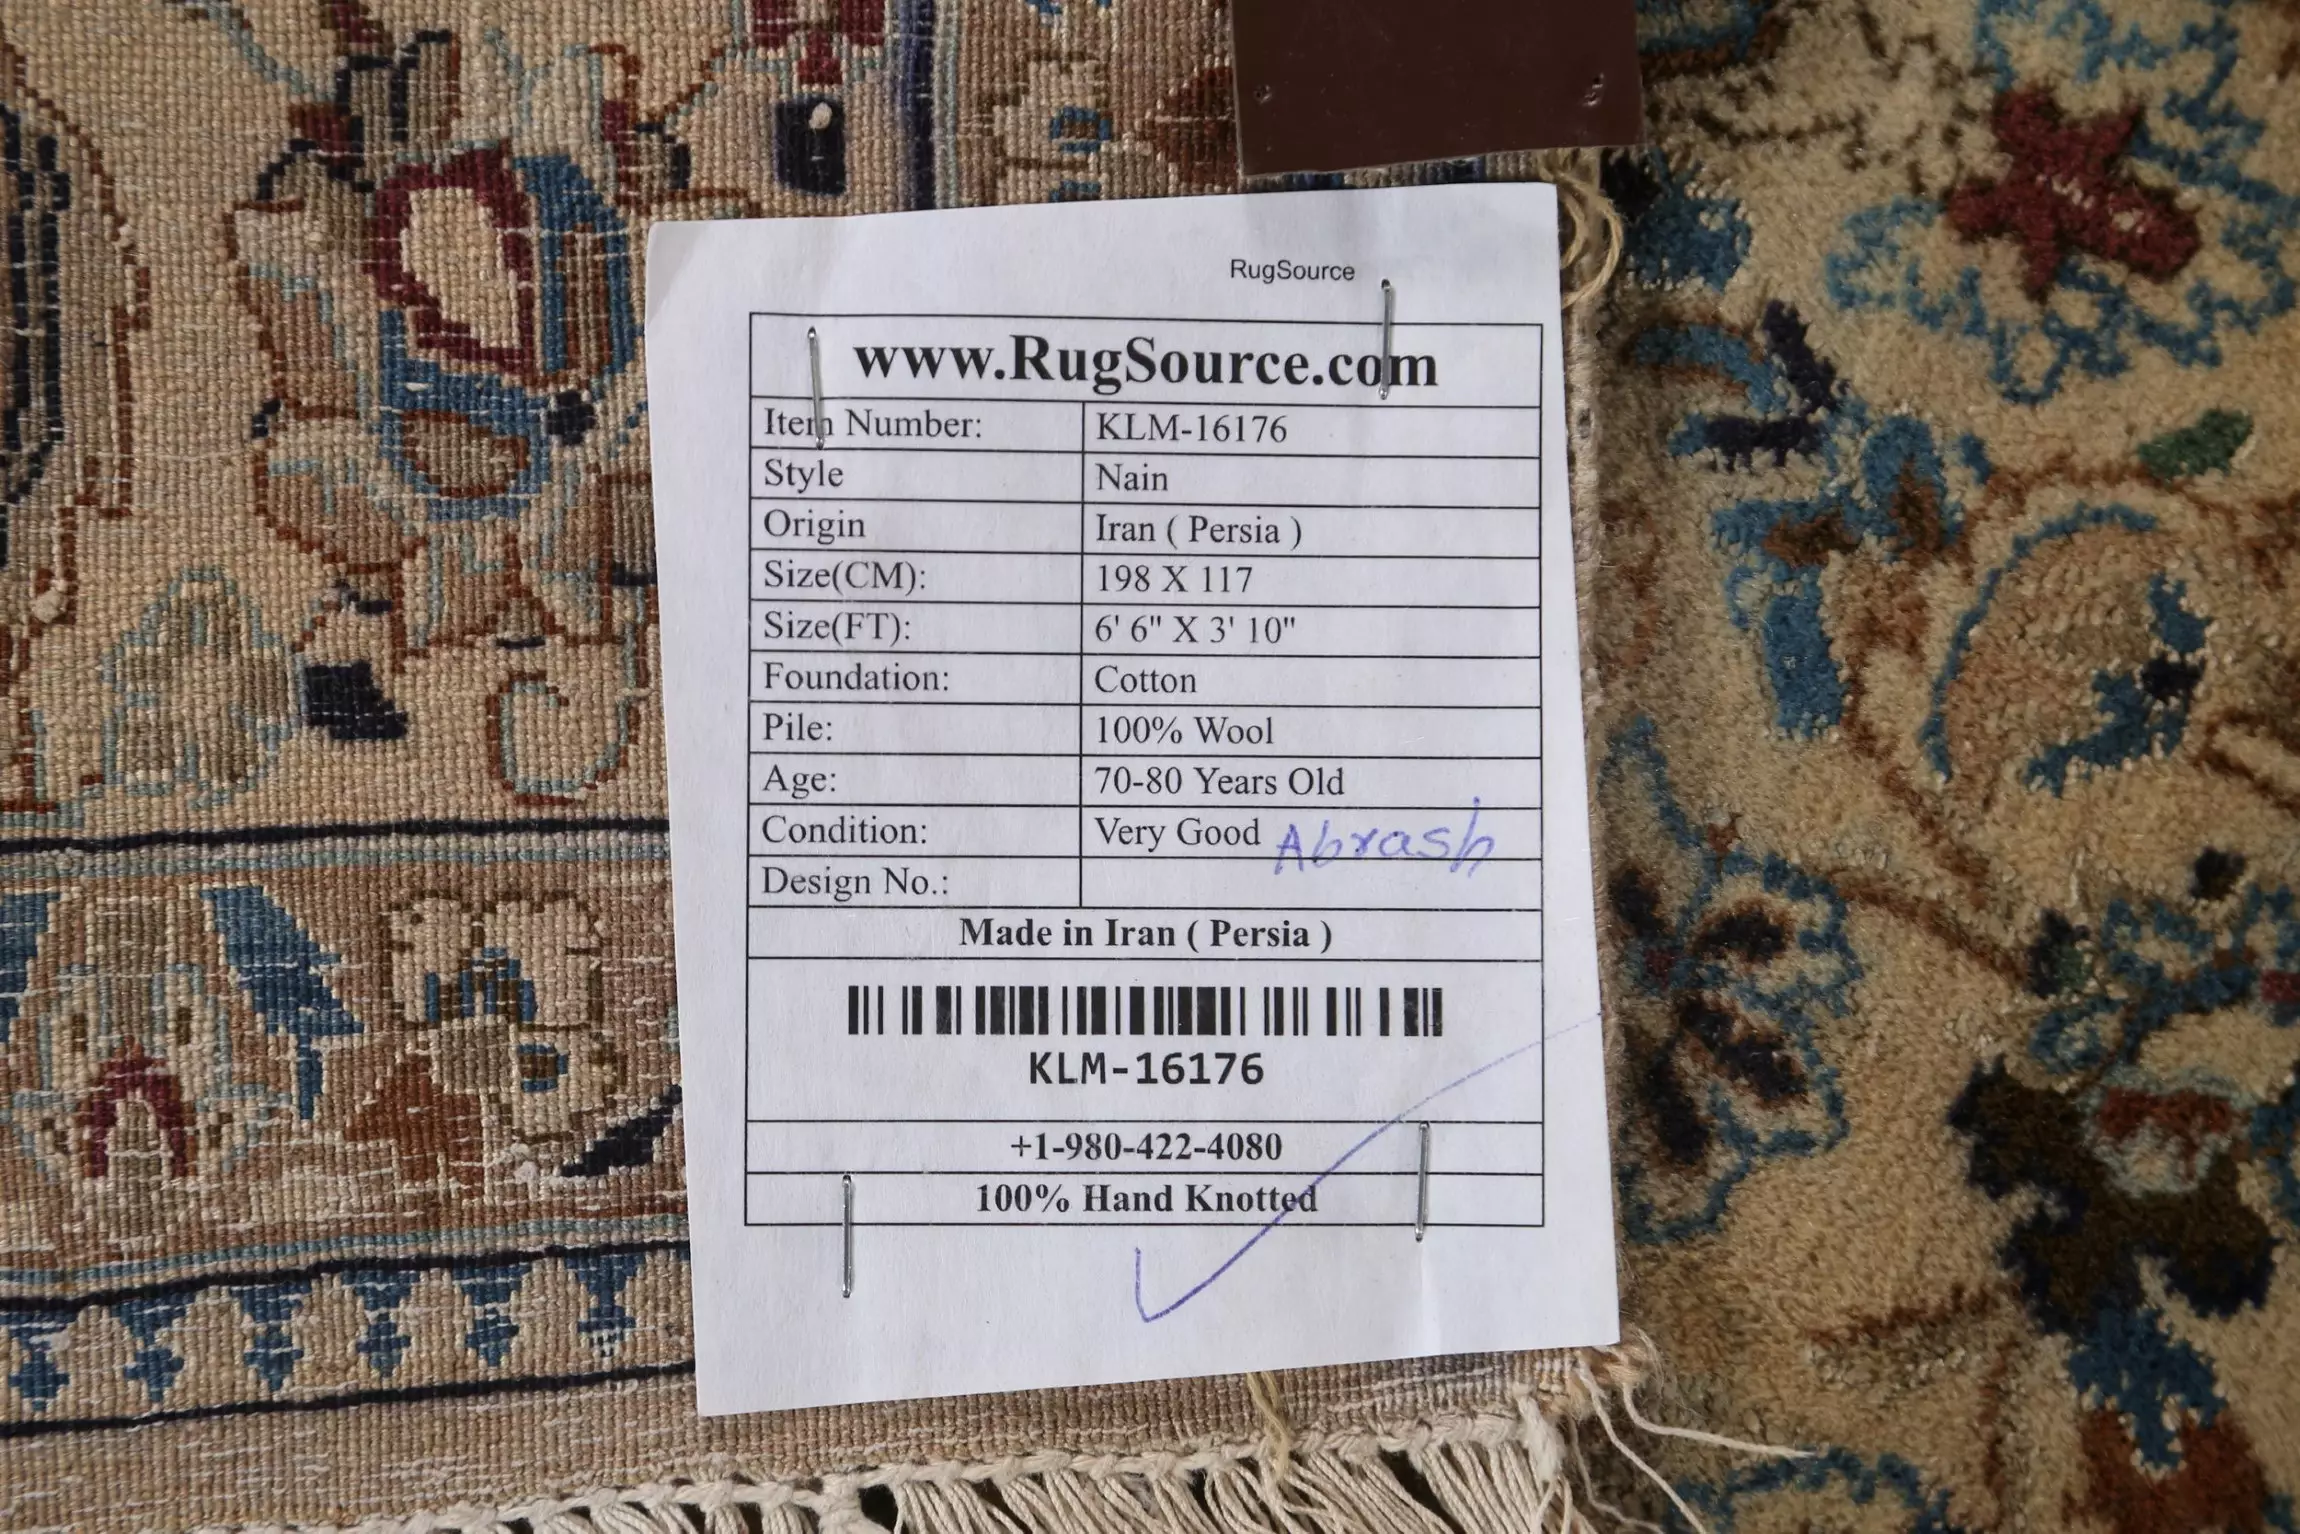 RugSource
www.RugSource.com
Item Number: KLM-16176
Style Nain
Origin Iran ( Persia )
Size(CM): 198 X 117
Size(FT): 6' 6" X 3' 10"
Foundation: Cotton
Pile: 100% Wool
Age: 70-80 Years Old
Condition: Very Good Abrash
Design No.:
Made in Iran ( Persia )
KLM-16176
+1-980-422-4080
100% Hand Knotted